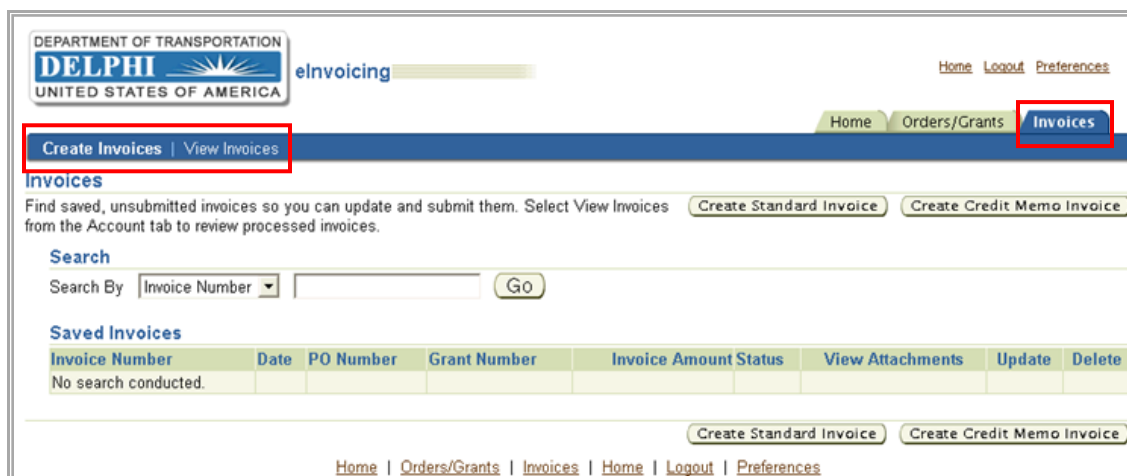 DEPARTMENT OF TRANSPORTATION
DELPHI
UNITED STATES OF AMERICA
eInvoicing
Home Logout Preferences
Home Orders/Grants Invoices
Create Invoices | View Invoices
Invoices
Find saved, unsubmitted invoices so you can update and submit them. Select View Invoices
from the Account tab to review processed invoices.
Create Standard Invoice Create Credit Memo Invoice
Search
Search By Invoice Number Go
Saved Invoices
Invoice Number Date PO Number Grant Number Invoice Amount Status View Attachments Update Delete
No search conducted.
Create Standard Invoice Create Credit Memo Invoice
Home | Orders/Grants | Invoices | Home | Logout | Preferences